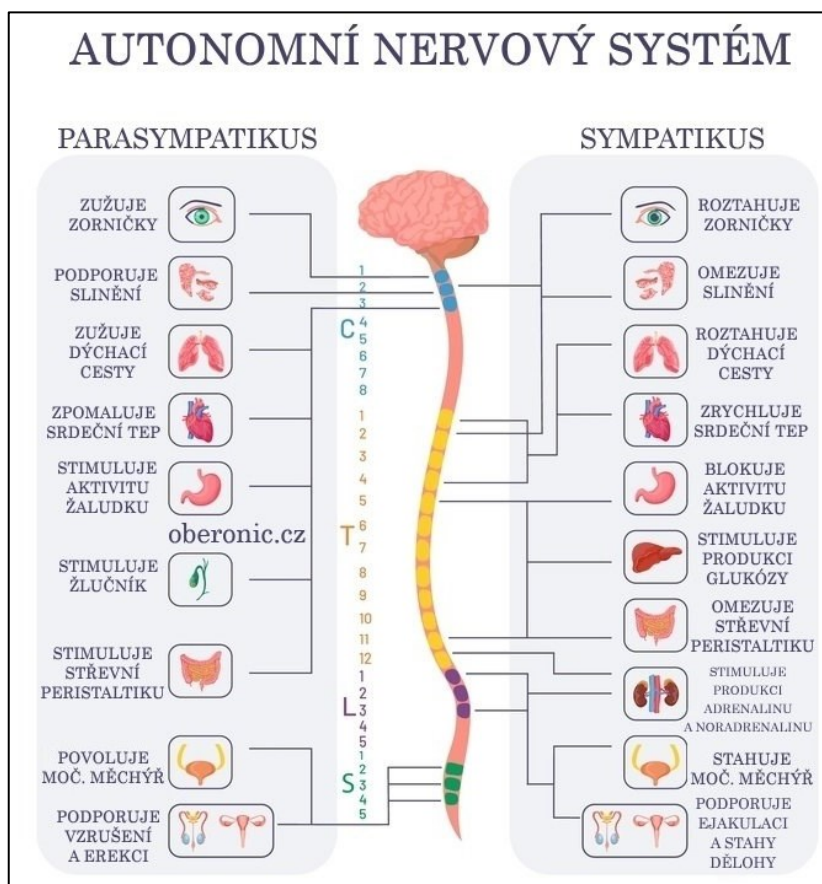 AUTONOMNÍ NERVOVÝ SYSTÉM
PARASYMPATIKUS
ZUŽUJE
ZORNIČKY
PODPORUJE
SLINĚNÍ
ZUŽUJE
DÝCHACÍ
CESTY
ZPOMALUJE
SRDEČNÍ TEP
STIMULUJE
AKTIVITU
ŽALUDKU
oberonic.cz
STIMULUJE
ŽLUČNÍK
STIMULUJE
STŘEVNÍ
PERISTALTIKU
POVOLUJE
MOČ. MĚCHÝŘ
PODPORUJE
VZRUŠENÍ
A EREKCI
C
1
2
3
4
5
6
7
8
T
1
2
3
4
5
6
7
8
9
10
11
12
L
1
2
3
4
5
S
1
2
3
4
5
SYMPATIKUS
ROZTAHUJE
ZORNIČKY
OMEZUJE
SLINĚNÍ
ROZTAHUJE
DÝCHACÍ
CESTY
ZRYCHLUJE
SRDEČNÍ TEP
BLOKUJE
AKTIVITU
ŽALUDKU
STIMULUJE
PRODUKCI
GLUKÓZY
OMEZUJE
STŘEVNÍ
PERISTALTIKU
STIMULUJE
PRODUKCI
ADRENALINU
A NORADRENALINU
STAHUJE
MOČ. MĚCHÝŘ
PODPORUJE
EJAKULACI
A STAHY
DĚLOHY